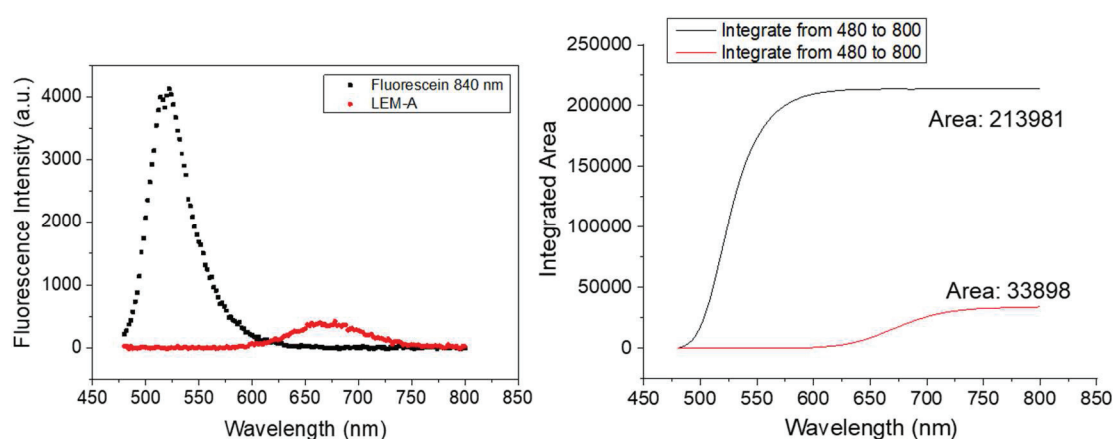 Fluorescence Intensity (a.u.)
4000
3000
2000
1000
0
450 500 550 600 650 700 750 800 850
Wavelength (nm)
Fluorescein 840 nm
LEM-A
Integrate from 480 to 800
Integrate from 480 to 800
Integrated Area
250000
200000
150000
100000
50000
0
450 500 550 600 650 700 750 800 850
Wavelength (nm)
Area: 213981
Area: 33898